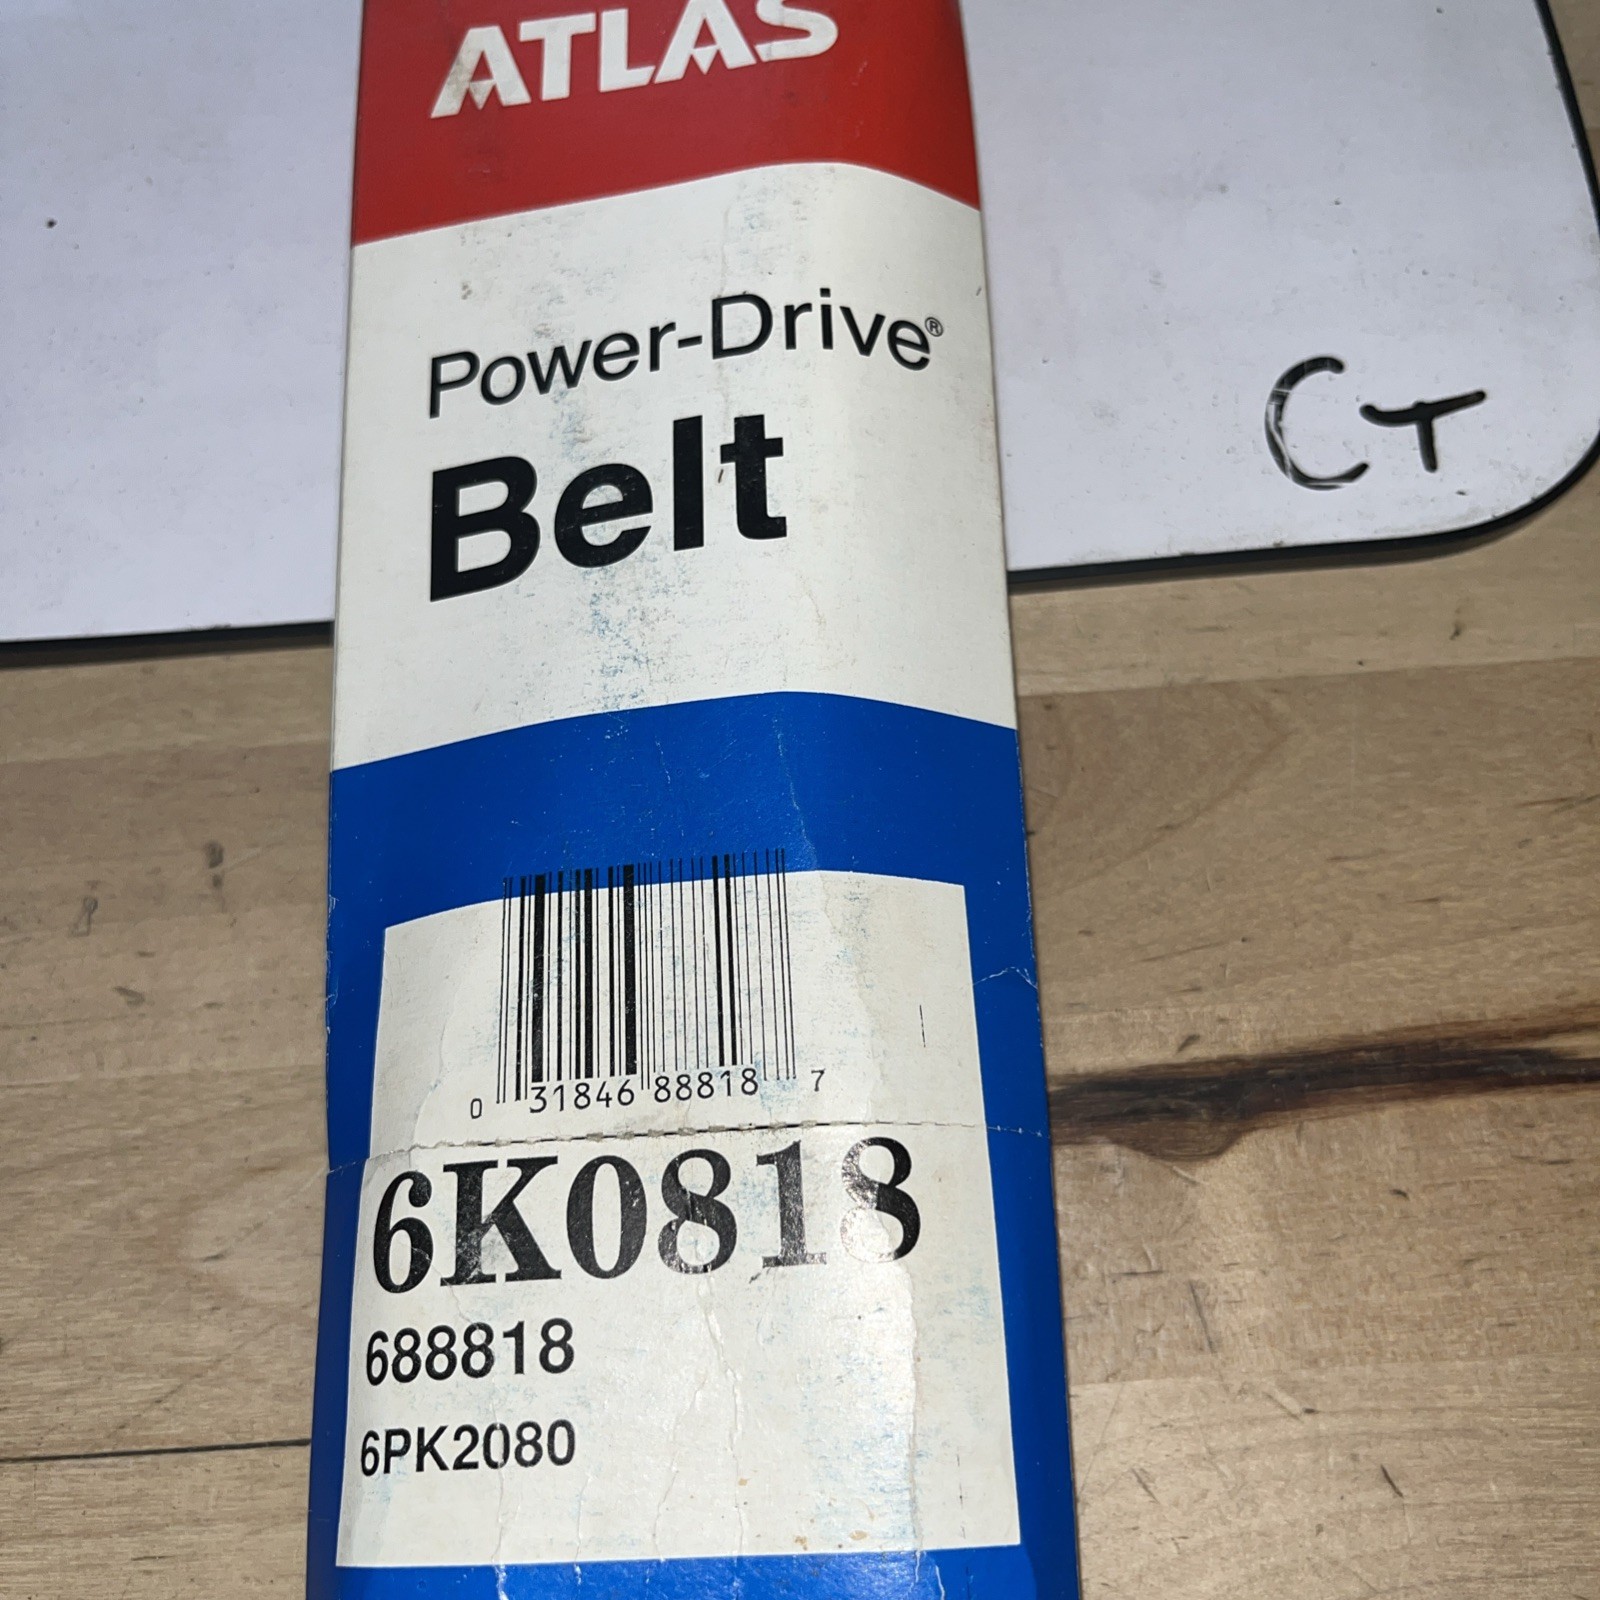 ATLAS
Power-Drive®
Belt
CT
0 31846 88818 7
6K0818
688818
6PK2080